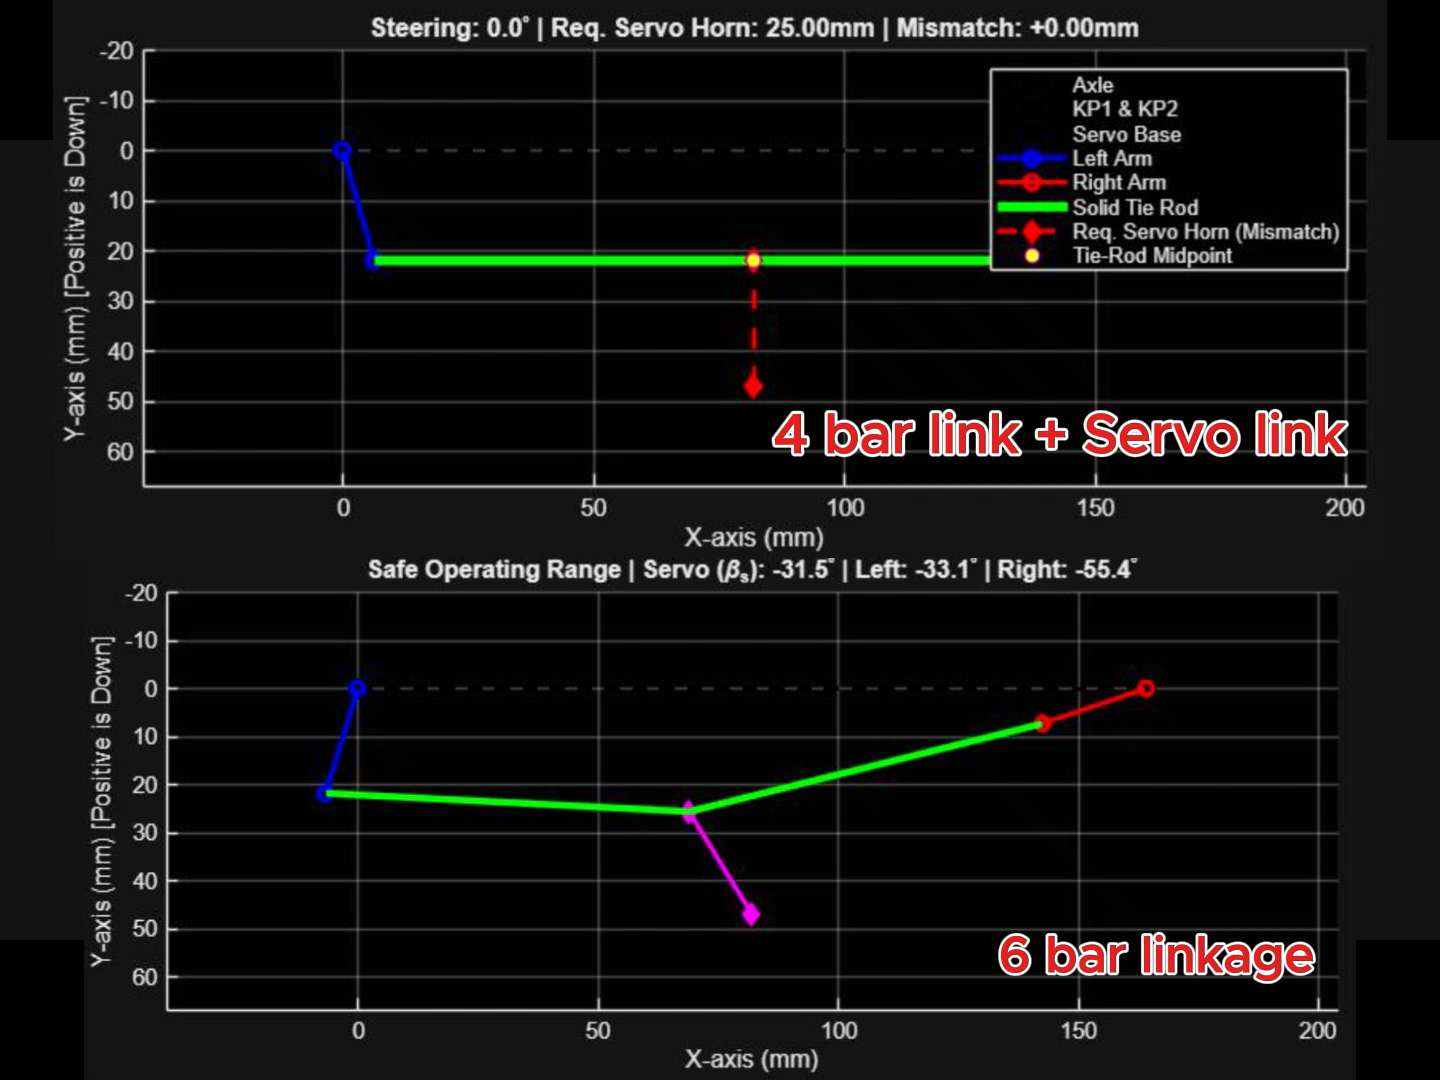 Steering: 0.0° | Req. Servo Horn: 25.00mm | Mismatch: +0.00mm
Y-axis (mm) [Positive is Down]
-20
-10
0
10
20
30
40
50
60
Axle
KP1 & KP2
Servo Base
Left Arm
Right Arm
Solid Tie Rod
Req. Servo Horn (Mismatch)
Tie-Rod Midpoint
4 bar link + Servo link
0 50 100 150 200
X-axis (mm)
Safe Operating Range | Servo (βs): -31.5° | Left: -33.1° | Right: -55.4°
Y-axis (mm) [Positive is Down]
-20
-10
0
10
20
30
40
50
60
6 bar linkage
0 50 100 150 200
X-axis (mm)